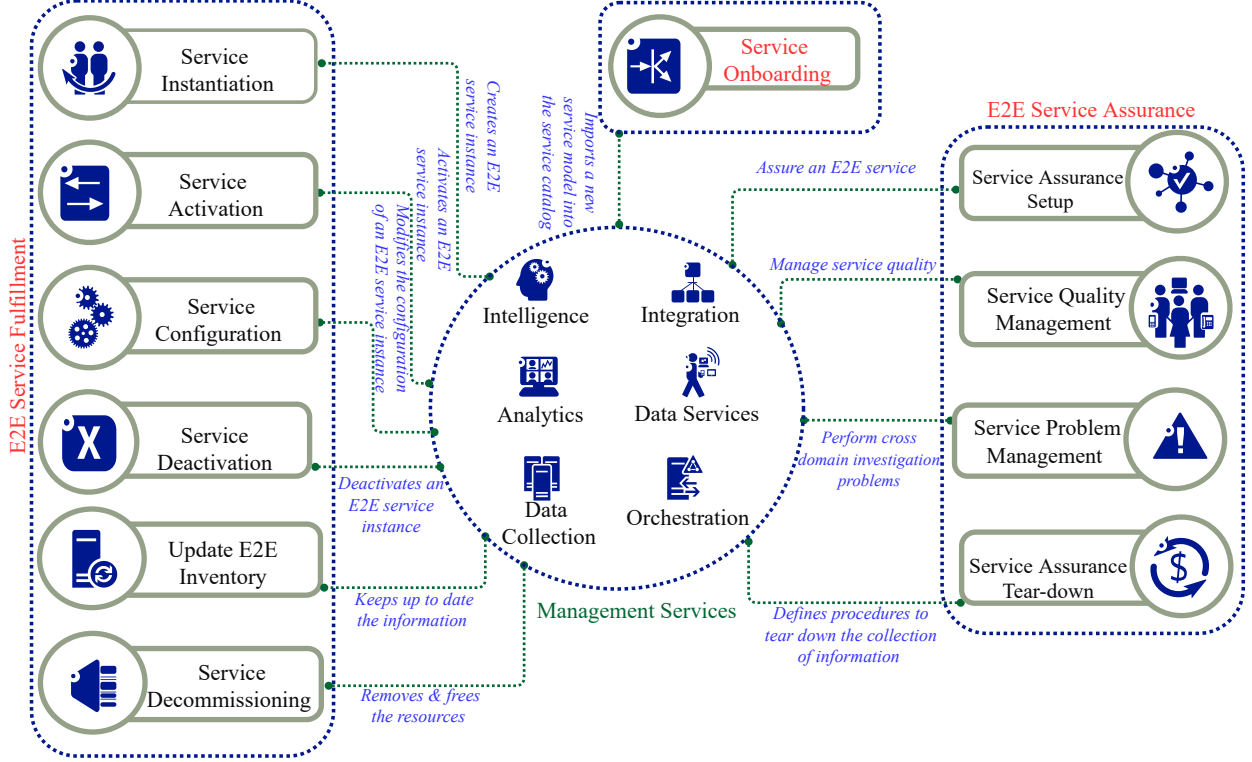 E2E Service Fulfillment
Service
Instantiation
Service
Activation
Service
Configuration
X
Service
Deactivation
Update E2E
Inventory
Service
Decommissioning
Creates an E2E
service instance
Activates an E2E
service instance
Modifies the configuration
of an E2E service instance
Deactivates an
E2E service
instance
Keeps up to date
the information
Removes & frees
the resources
Service
Onboarding
Imports a new
service model into
the service catalog
Intelligence
Integration
Analytics
Data Services
Data
Collection
Orchestration
Management Services
Assure an E2E service
Manage service quality
Perform cross
domain investigation
problems
Defines procedures to
tear down the collection
of information
E2E Service Assurance
Service Assurance
Setup
Service Quality
Management
Service Problem
Management
!
Service Assurance
Tear-down
$